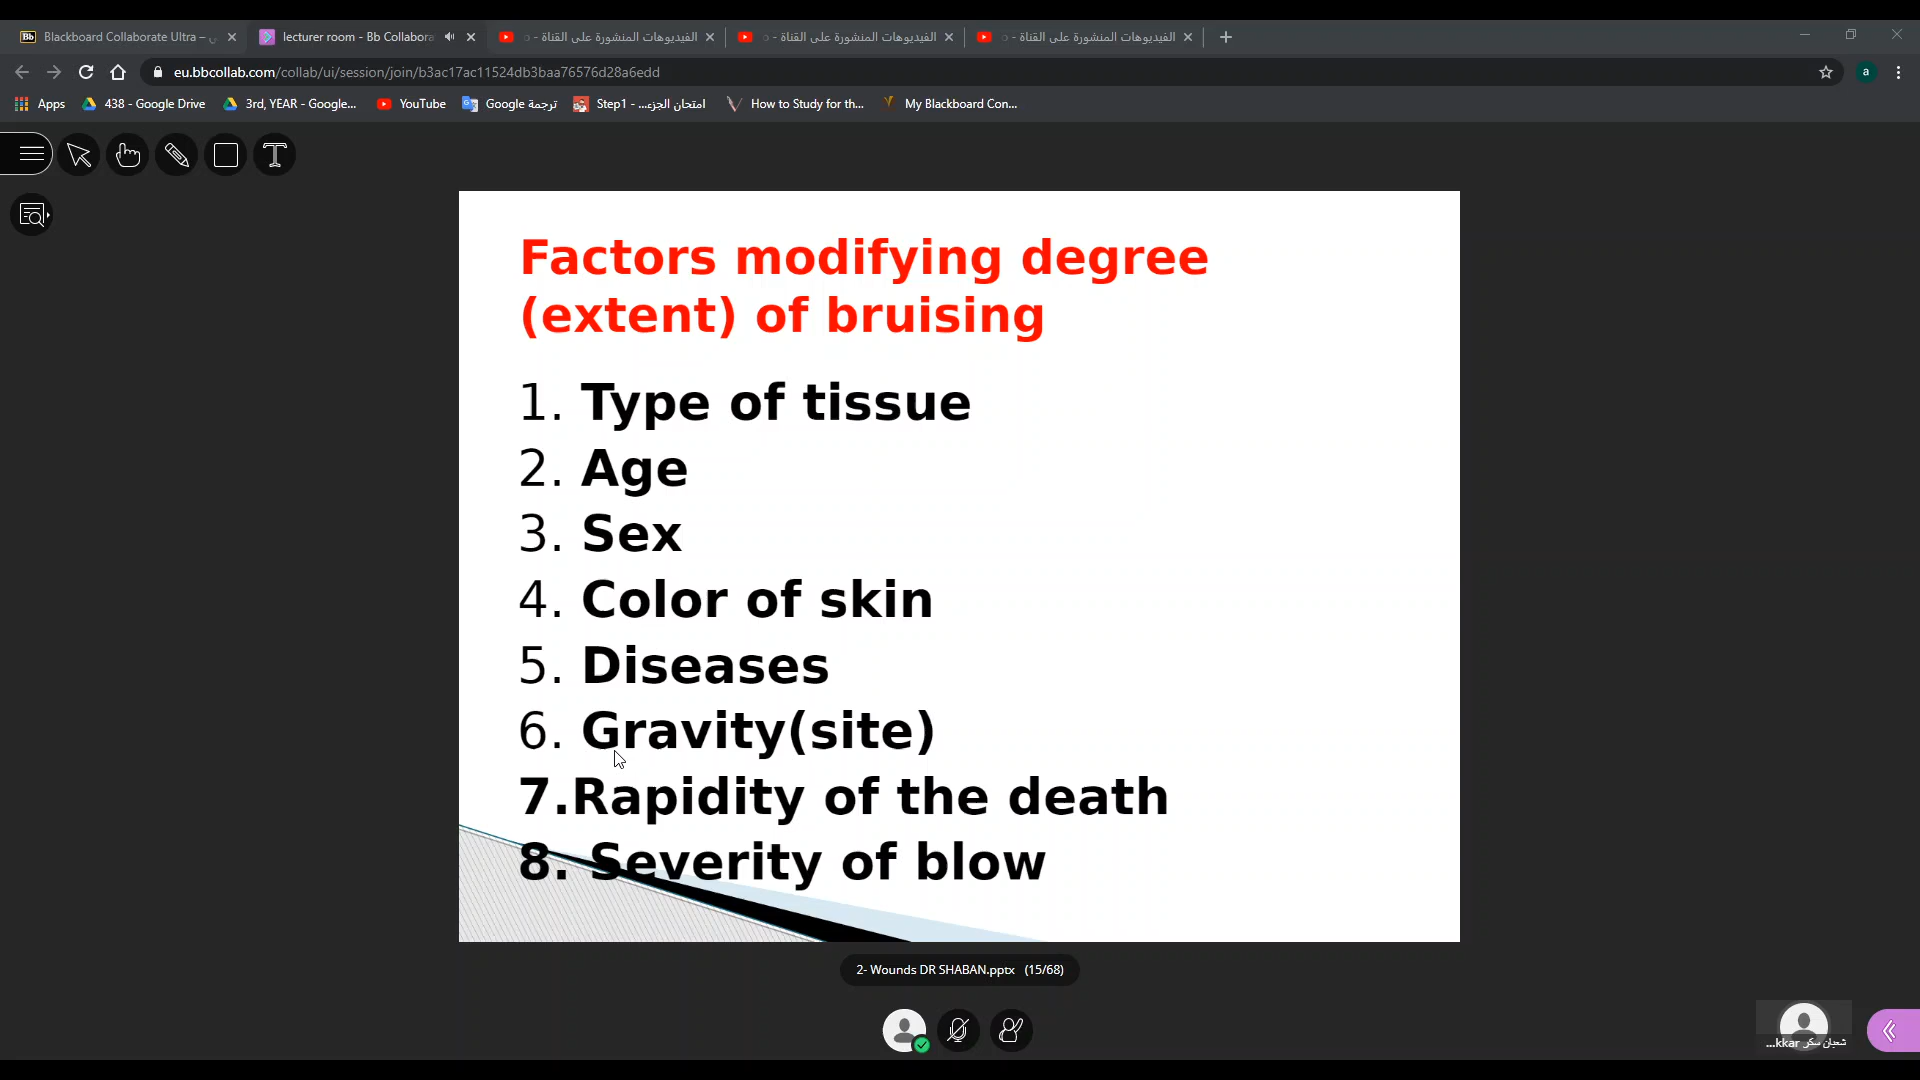 Blackboard Collaborate Ultra –
lecturer room - Bb Collabora
الفيديوهات المنشورة على القناة -
الفيديوهات المنشورة على القناة -
الفيديوهات المنشورة على القناة -
eu.bbcollab.com/collab/ui/session/join/b3ac17ac11524db3baa76576d28a6edd
a
Apps
438 - Google Drive
3rd, YEAR - Google...
YouTube
ترجمة Google
Step1 - ...امتحان الجزء
How to Study for th...
My Blackboard Con...
T
Factors modifying degree
(extent) of bruising
1. Type of tissue
2. Age
3. Sex
4. Color of skin
5. Diseases
6. Gravity(site)
7.Rapidity of the death
8. Severity of blow
2- Wounds DR SHABAN.pptx (15/68)
شعبان سكر kkar...